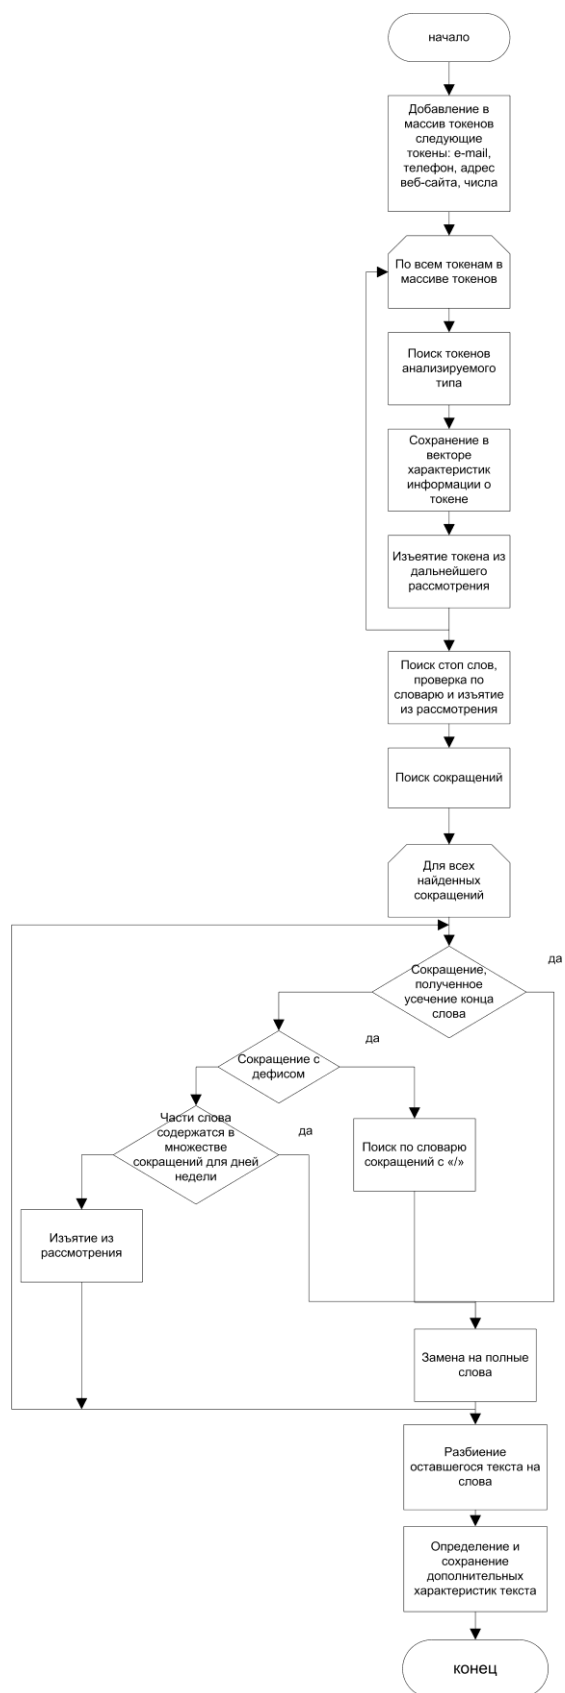 начало
Добавление в
массив токенов
следующие
токены: e-mail,
телефон, адрес
веб-сайта, числа
По всем токенам в
массиве токенов
Поиск токенов
анализируемого
типа
Сохранение в
векторе
характеристик
информации о
токене
Изъеятие токена из
дальнейшего
рассмотрения
Поиск стоп слов,
проверка по
словарю и изъятие
из рассмотрения
Поиск сокращений
Для всех
найденных
сокращений
Сокращение,
полученное
усечение конца
слова
да
Сокращение с
дефисом
да
Части слова
содержатся в
множестве
сокращений для дней
недели
да
Поиск по словарю
сокращений с «/»
Изъятие из
рассмотрения
Замена на полные
слова
Разбиение
оставшегося текста на
слова
Определение и
сохранение
дополнительных
характеристик текста
конец